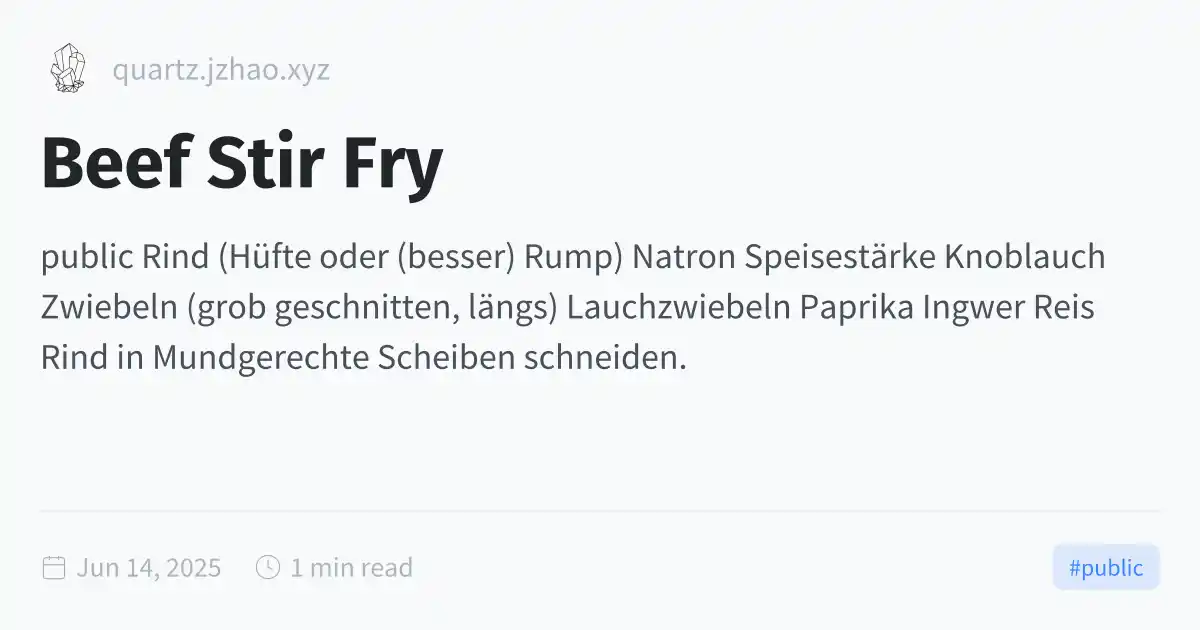 quartz.jzhao.xyz
Beef Stir Fry
public Rind (Hüfte oder (besser) Rump) Natron Speisestärke Knoblauch
Zwiebeln (grob geschnitten, längs) Lauchzwiebeln Paprika Ingwer Reis
Rind in Mundgerechte Scheiben schneiden.
Jun 14, 2025 1 min read #public